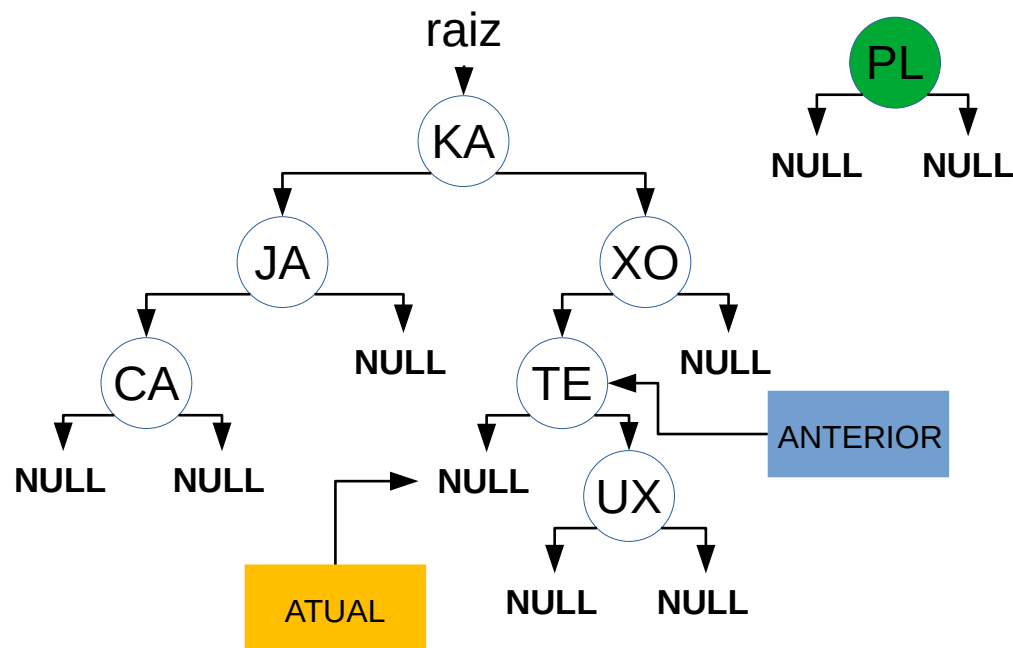 raiz
PL
KA
NULL NULL
JA
XO
NULL
NULL
CA
TE
ANTERIOR
NULL
NULL
NULL
UX
ATUAL
NULL
NULL